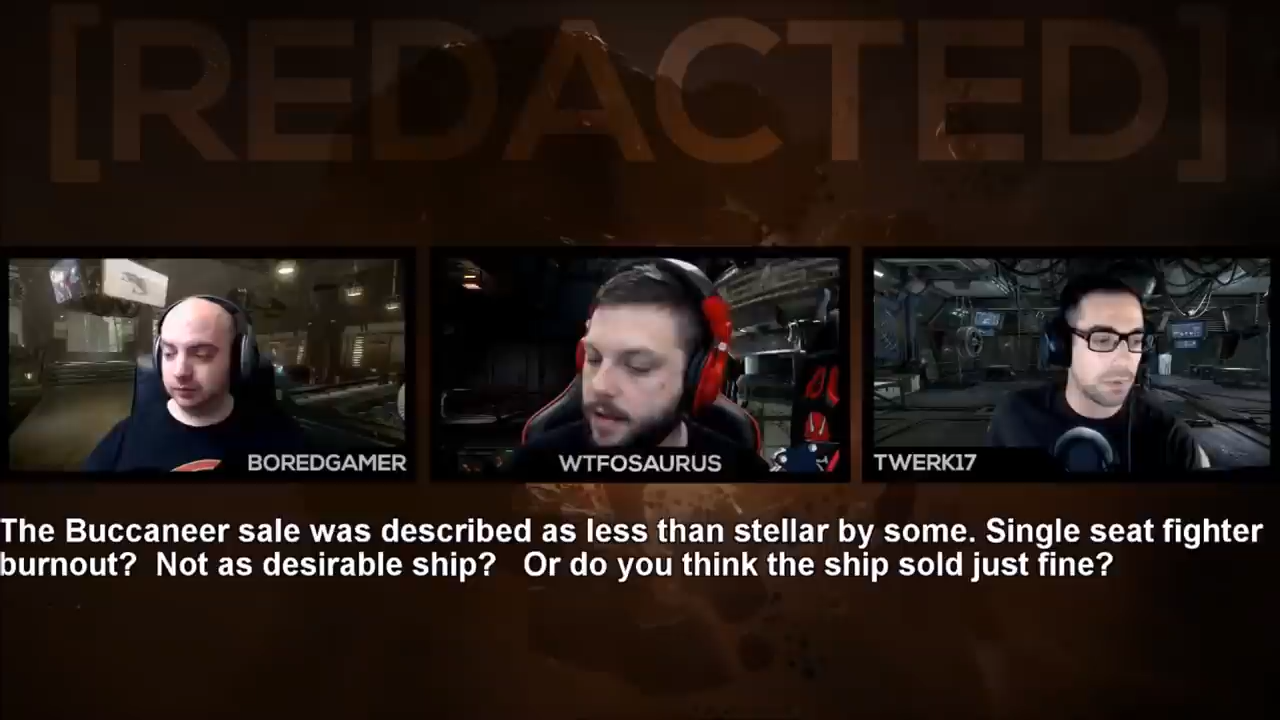 [REDACTED]
BOREDGAMER
WTFOSAURUS
TWERK17
The Buccaneer sale was described as less than stellar by some. Single seat fighter
burnout?  Not as desirable ship?   Or do you think the ship sold just fine?